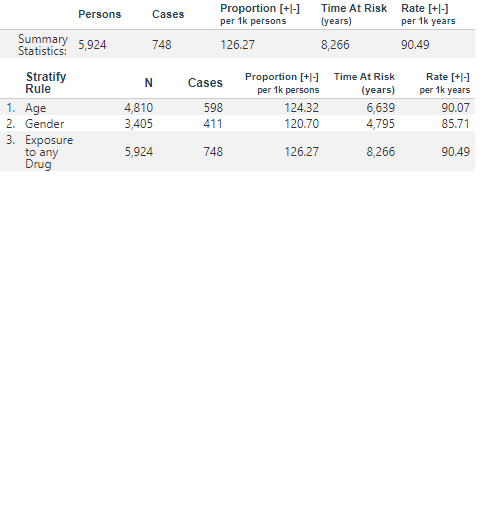 Persons Cases Proportion [+|-] per 1k persons Time At Risk (years) Rate [+|-] per 1k years
Summary Statistics: 5,924 748 126.27 8,266 90.49
Stratify Rule N Cases Proportion [+|-] per 1k persons Time At Risk (years) Rate [+|-] per 1k years
1. Age 4,810 598 124.32 6,639 90.07
2. Gender 3,405 411 120.70 4,795 85.71
3. Exposure to any Drug 5,924 748 126.27 8,266 90.49